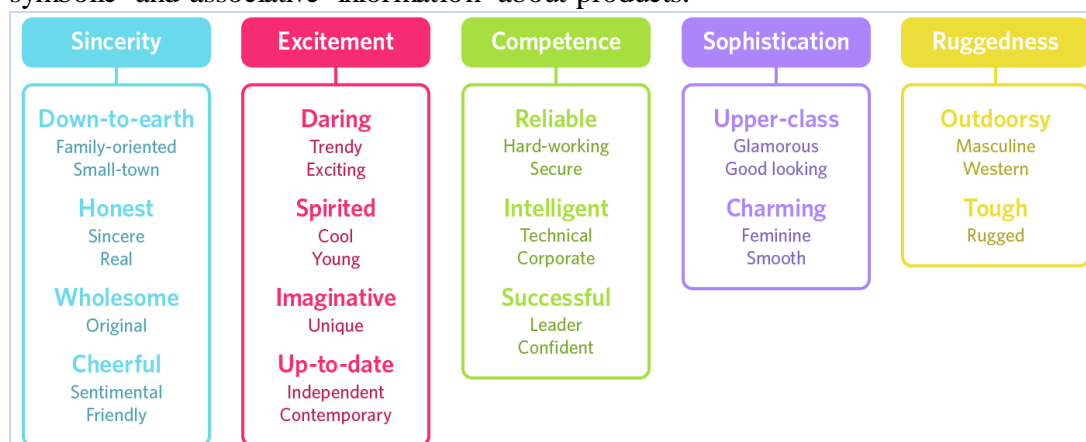 symbolic and associative information about products.
Sincerity
Down-to-earth
Family-oriented
Small-town
Honest
Sincere
Real
Wholesome
Original
Cheerful
Sentimental
Friendly
Excitement
Daring
Trendy
Exciting
Spirited
Cool
Young
Imaginative
Unique
Up-to-date
Independent
Contemporary
Competence
Reliable
Hard-working
Secure
Intelligent
Technical
Corporate
Successful
Leader
Confident
Sophistication
Upper-class
Glamorous
Good looking
Charming
Feminine
Smooth
Ruggedness
Outdoorsy
Masculine
Western
Tough
Rugged